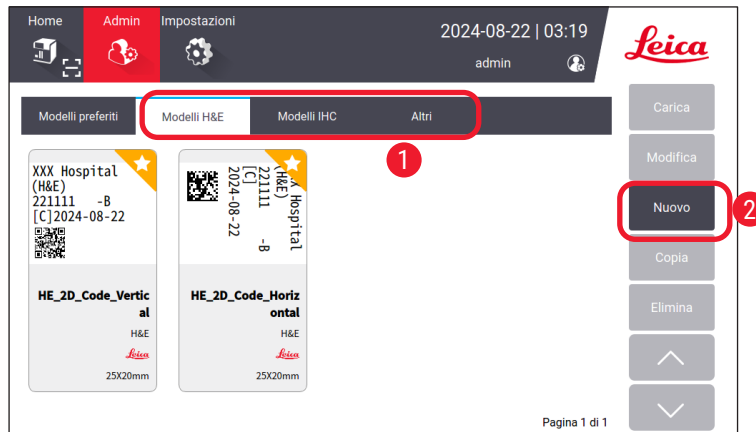 Home
Admin
Impostazioni
2024-08-22 | 03:19
admin
Leica
Modelli preferiti
Modelli H&E
Modelli IHC
Altri
1
XXX Hospital
(H&E)
221111 -B
[C]2024-08-22
HE_2D_Code_Vertic
al
H&E
Leica
25X20mm
X Hospital
(H&E)
221111 -B
[C]
2024-08-22
HE_2D_Code_Horiz
ontal
H&E
Leica
25X20mm
Carica
Modifica
Nuovo
2
Copia
Elimina
Pagina 1 di 1